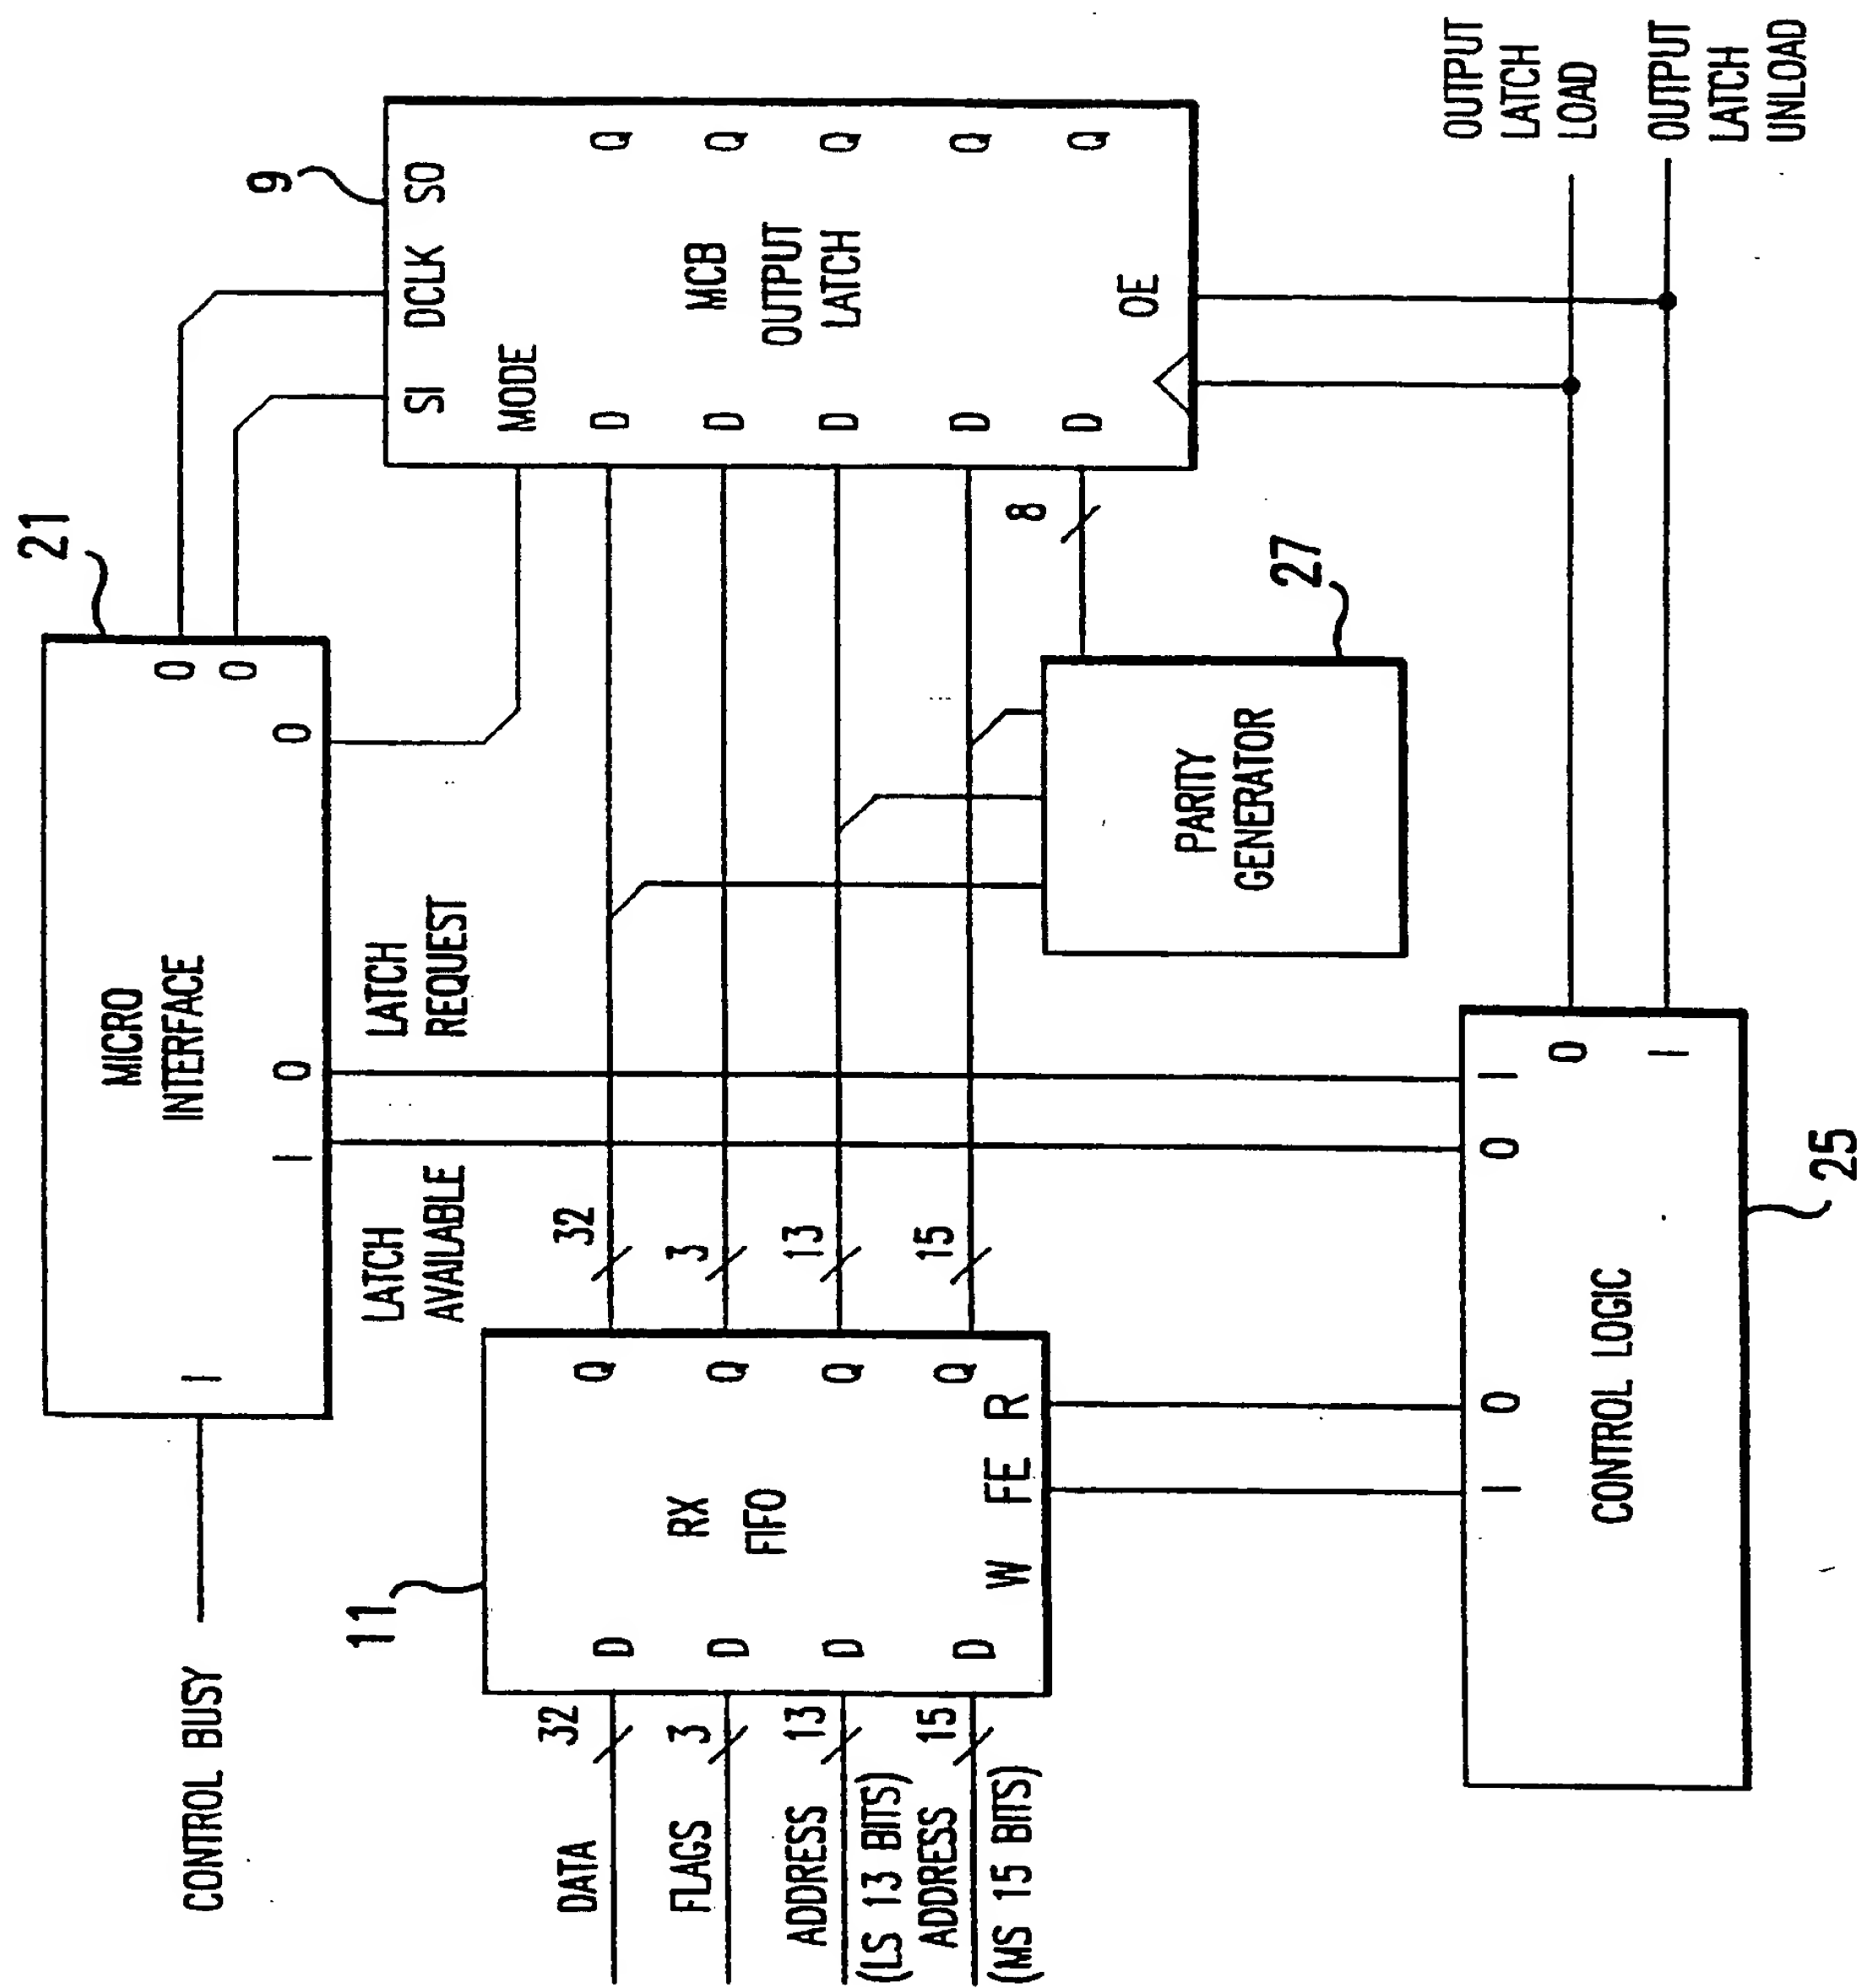 CONTROL BUSY
I
MICRO
INTERFACE
21
O
O
O
O
I
LATCH
AVAILABLE
LATCH
REQUEST
9
SI DCLK SO
MODE
D Q
D Q
D Q
D Q
D Q
MCB
OUTPUT
LATCH
OE
11
DATA
32
FLAGS
3
ADDRESS
(LS 13 BITS)
13
ADDRESS
(MS 15 BITS)
15
D Q
D Q
D Q
D Q
RX
FIFO
W FE R
32
3
13
15
8
PARITY
GENERATOR
27
I O O I
CONTROL LOGIC
O
I
25
OUTPUT
LATCH
LOAD
OUTPUT
LATCH
UNLOAD